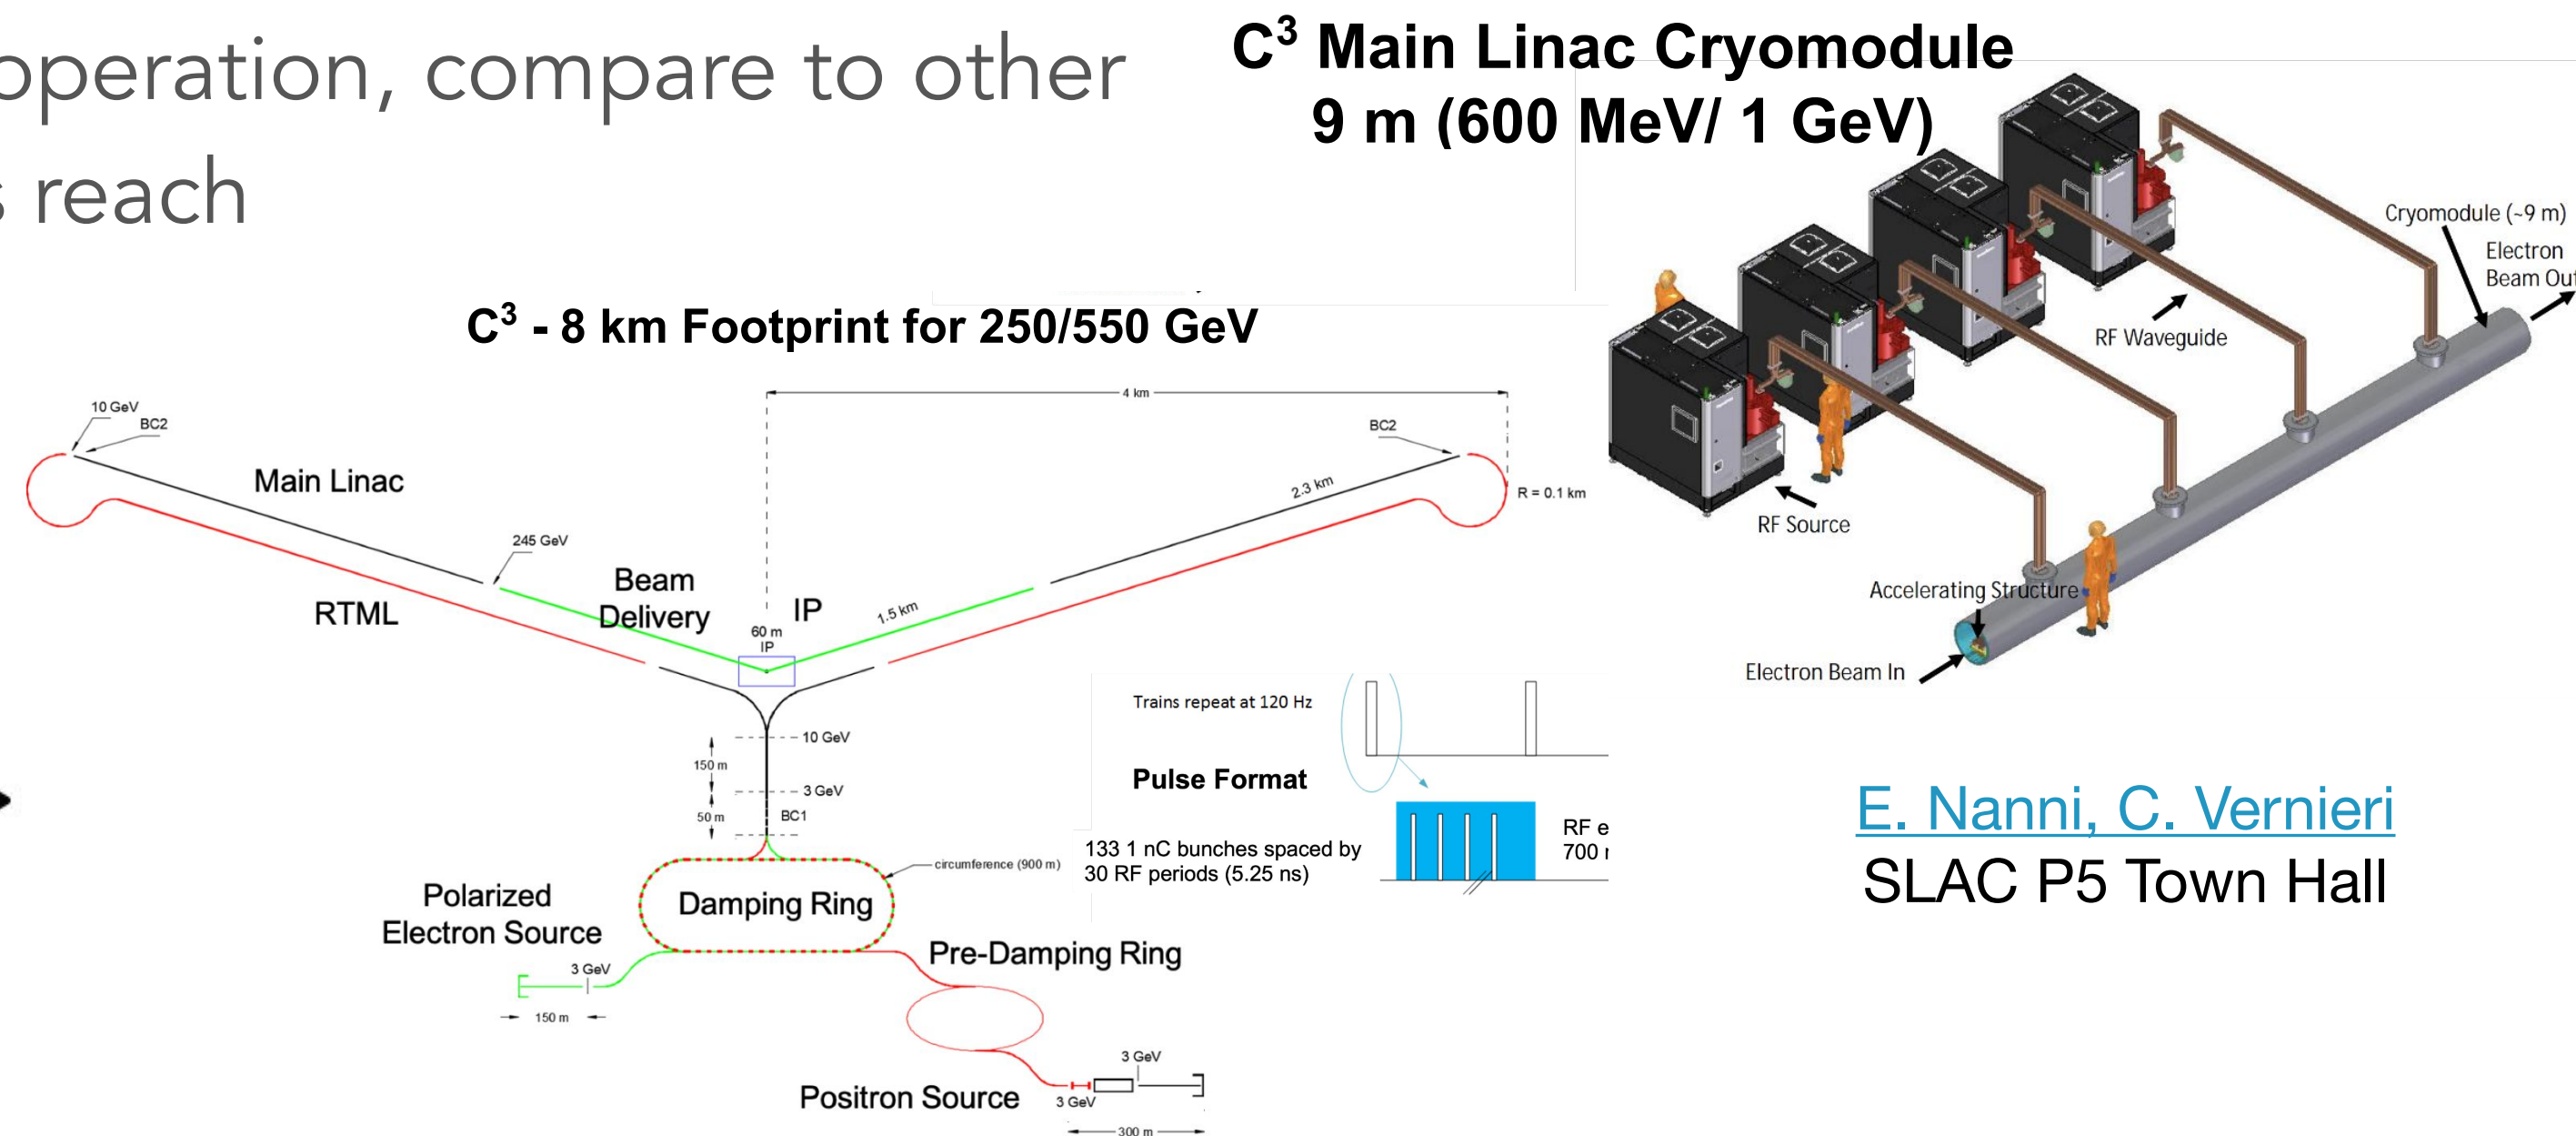 operation, compare to other
reach
C³ Main Linac Cryomodule
9 m (600 MeV/ 1 GeV)
Cryomodule (~9 m)
Electron
Beam
RF Waveguide
RF Source
Accelerating Structure
Electron Beam In
C³ - 8 km Footprint for 250/550 GeV
4 km
10 GeV
BC2
BC2
Main Linac
2.3 km
R = 0.1 km
245 GeV
Beam
Delivery
IP
1.5 km
RTML
60 m
IP
10 GeV
150 m
3 GeV
50 m
BC1
circumference (900 m)
Damping Ring
Polarized
Electron Source
3 GeV
150 m
Pre-Damping Ring
3 GeV
Positron Source
3 GeV
300 m
Trains repeat at 120 Hz
Pulse Format
133 1 nC bunches spaced by
30 RF periods (5.25 ns)
RF
700
E. Nanni, C. Vernieri
SLAC P5 Town Hall